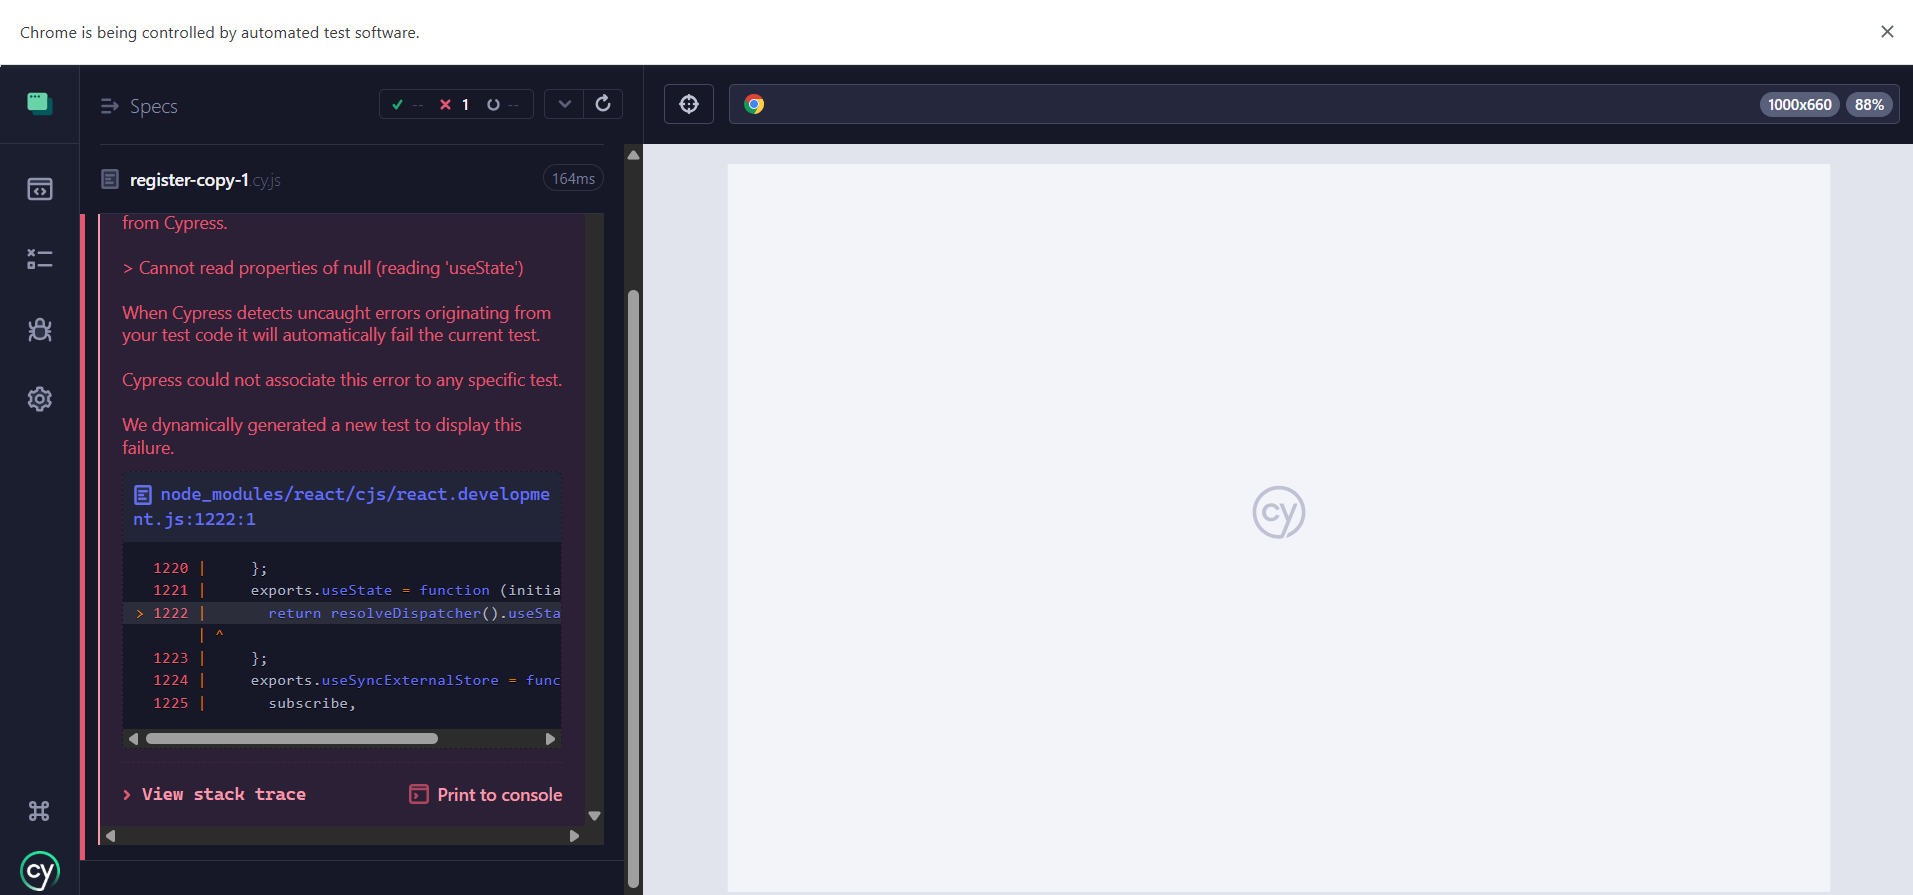 Chrome is being controlled by automated test software.
Specs
-- 1 --
1000x660 88%
register-copy-1.cy.js 164ms
from Cypress.
> Cannot read properties of null (reading 'useState')
When Cypress detects uncaught errors originating from
your test code it will automatically fail the current test.
Cypress could not associate this error to any specific test.
We dynamically generated a new test to display this
failure.
node_modules/react/cjs/react.developme
nt.js:1222:1
1220 |     };
1221 |     exports.useState = function (initia
> 1222 |       return resolveDispatcher().useSta
| ^
1223 |     };
1224 |     exports.useSyncExternalStore = func
1225 |       subscribe,
> View stack trace Print to console
cy
cy